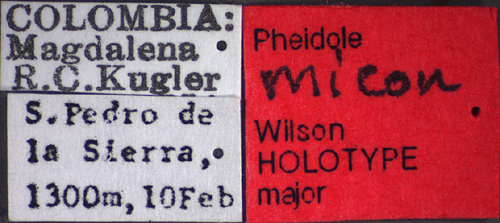 COLOMBIA:
Magdalena
R.C.Kugler
S.Pedro de
la Sierra,
1300m,10Feb
Pheidole
micon
Wilson
HOLOTYPE
major